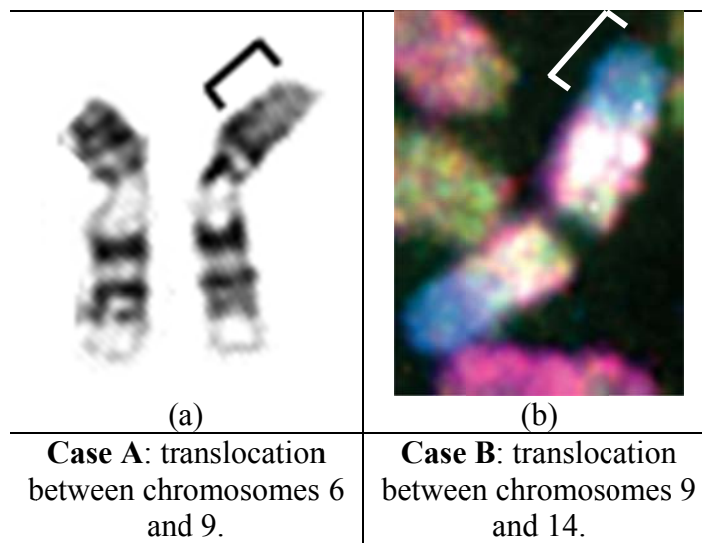 (a)
(b)
Case A: translocation
between chromosomes 6
and 9.
Case B: translocation
between chromosomes 9
and 14.